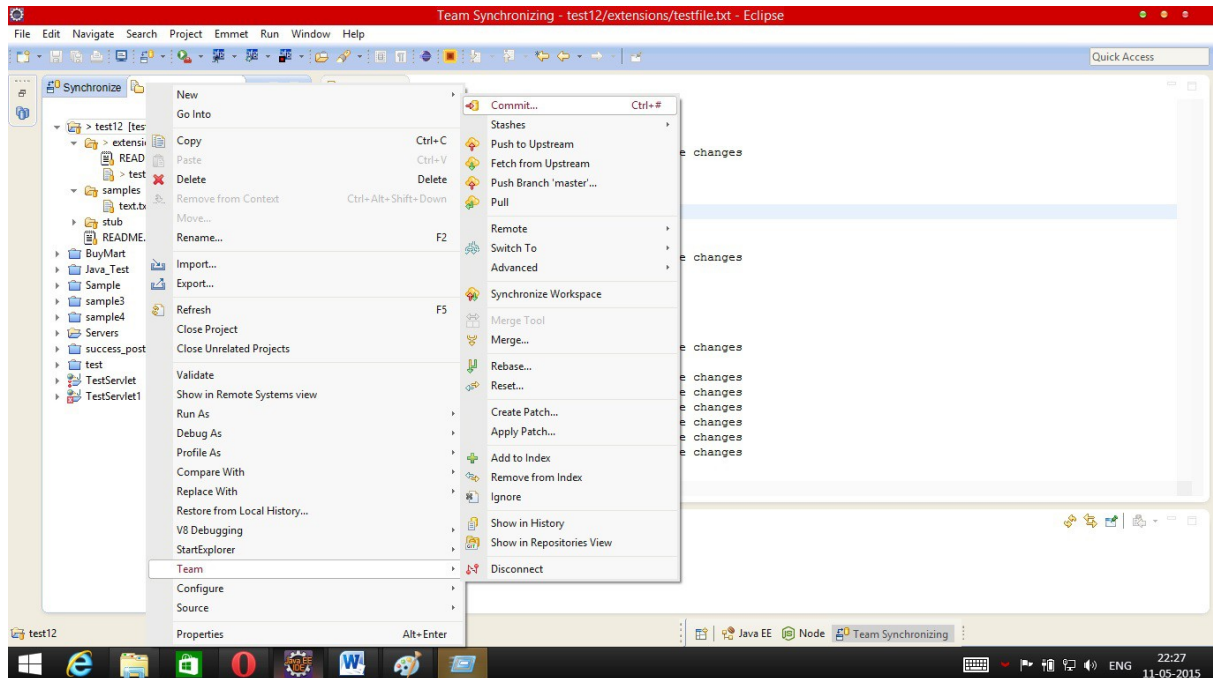 Team Synchronizing - test12/extensions/testfile.txt - Eclipse
File Edit Navigate Search Project Emmet Run Window Help
Quick Access
Synchronize
> test12 [tes
> extensi
READ
> test
samples
text.tx
stub
README.
BuyMart
Java_Test
Sample
sample3
sample4
Servers
success_post
test
TestServlet
TestServlet1
New
Go Into
Copy Ctrl+C
Paste Ctrl+V
Delete Delete
Remove from Context Ctrl+Alt+Shift+Down
Move...
Rename... F2
Import...
Export...
Refresh F5
Close Project
Close Unrelated Projects
Validate
Show in Remote Systems view
Run As
Debug As
Profile As
Compare With
Replace With
Restore from Local History...
V8 Debugging
StartExplorer
Team
Configure
Source
Properties Alt+Enter
Commit... Ctrl+#
Stashes
Push to Upstream
Fetch from Upstream
Push Branch 'master'...
Pull
Remote
Switch To
Advanced
Synchronize Workspace
Merge Tool
Merge...
Rebase...
Reset...
Create Patch...
Apply Patch...
Add to Index
Remove from Index
Ignore
Show in History
Show in Repositories View
Disconnect
e changes
e changes
e changes
e changes
e changes
e changes
e changes
e changes
e changes
test12
Java EE Node Team Synchronizing
ENG 22:27
11-05-2015